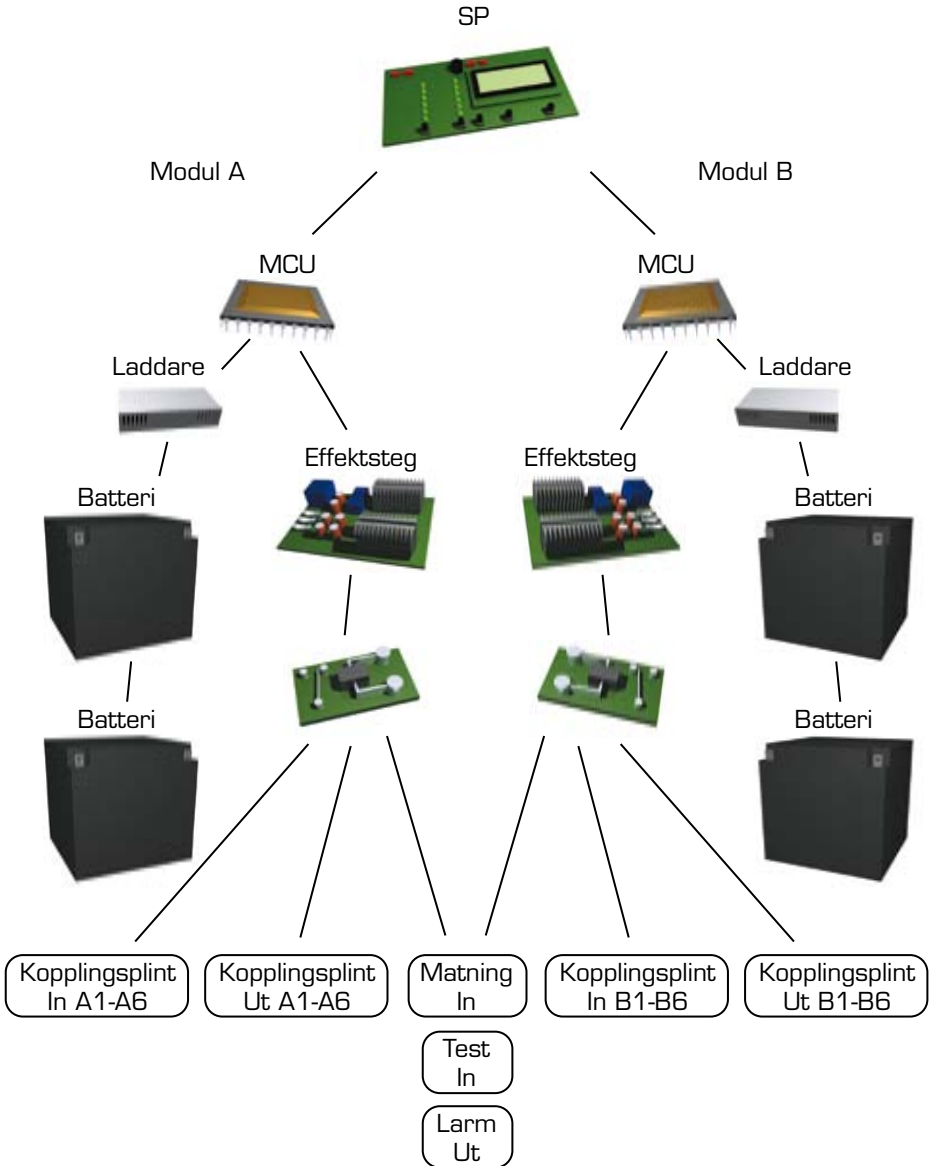 SP
Modul A
Modul B
MCU
MCU
Laddare
Laddare
Effektsteg
Effektsteg
Batteri
Batteri
Batteri
Batteri
Kopplingsplint
In A1-A6
Kopplingsplint
Ut A1-A6
Matning
In
Kopplingsplint
In B1-B6
Kopplingsplint
Ut B1-B6
Test
In
Larm
Ut